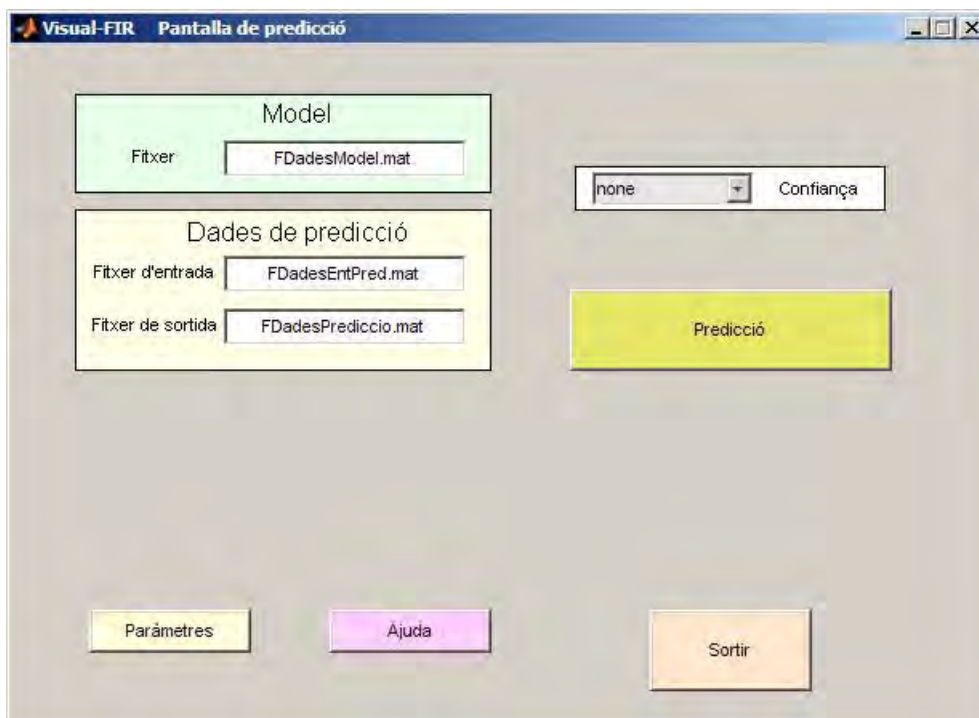 Visual-FIR Pantalla de predicció
Model
Fitxer FDadesModel.mat
none Confiança
Dades de predicció
Fitxer d'entrada FDadesEntPred.mat
Fitxer de sortida FDadesPrediccio.mat
Predicció
Paràmetres Ajuda Sortir